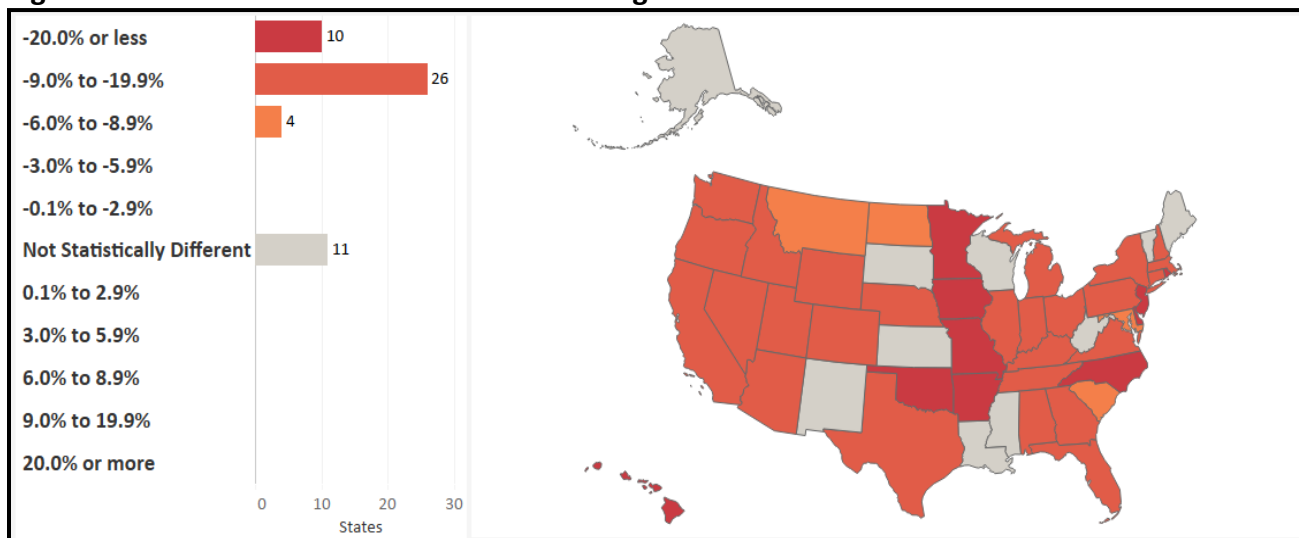 -20.0% or less 10
-9.0% to -19.9% 26
-6.0% to -8.9% 4
-3.0% to -5.9%
-0.1% to -2.9%
Not Statistically Different 11
0.1% to 2.9%
3.0% to 5.9%
6.0% to 8.9%
9.0% to 19.9%
20.0% or more
0 10 20 30
States